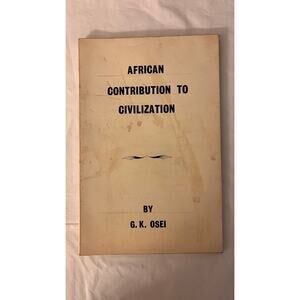 AFRICAN
CONTRIBUTION TO
CIVILIZATION
BY
G. K. OSEI